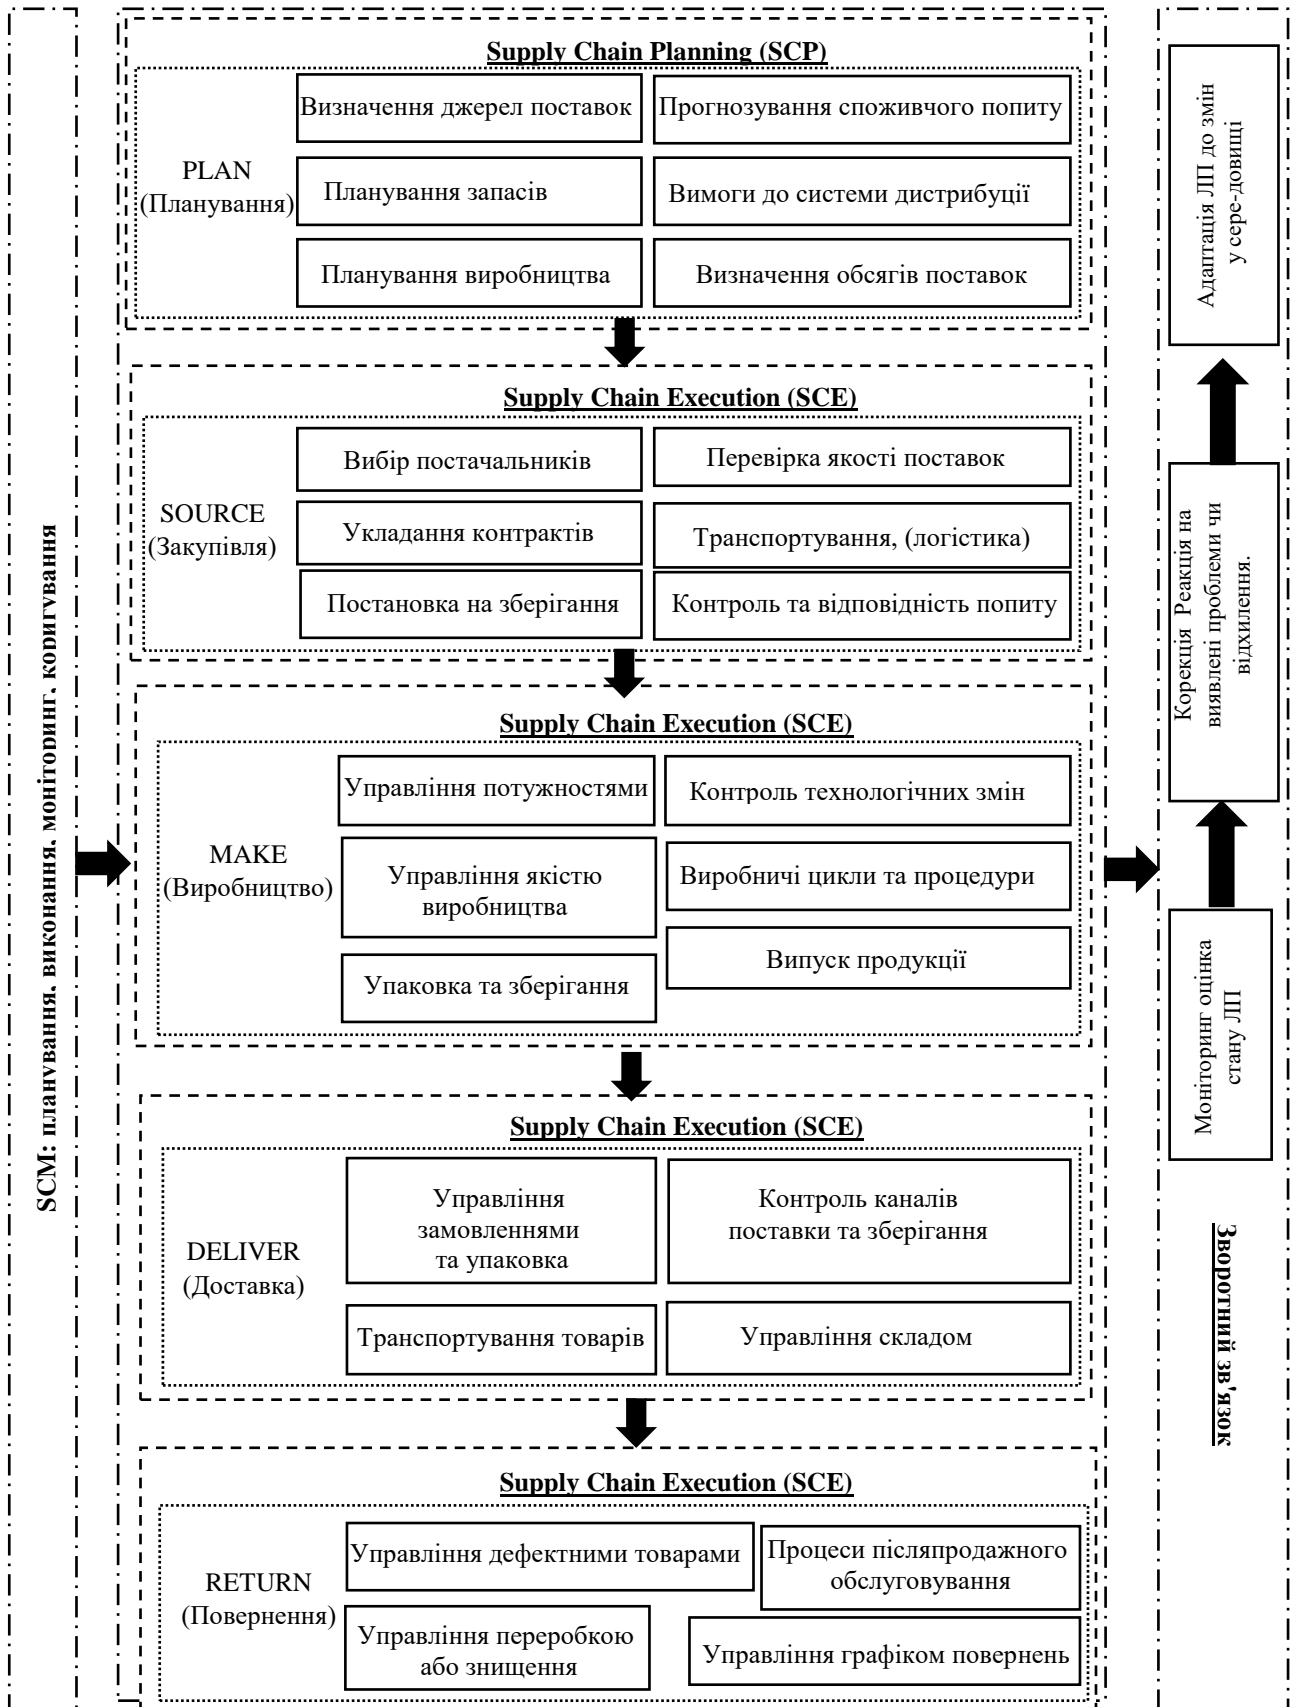 SCM: планування, виконання, моніторинг, коригування
Supply Chain Planning (SCP)
PLAN
(Планування)
Визначення джерел поставок
Прогнозування споживчого попиту
Планування запасів
Вимоги до системи дистрибуції
Планування виробництва
Визначення обсягів поставок
Supply Chain Execution (SCE)
SOURCE
(Закупівля)
Вибір постачальників
Перевірка якості поставок
Укладання контрактів
Транспортування, (логістика)
Постановка на зберігання
Контроль та відповідність попиту
Supply Chain Execution (SCE)
MAKE
(Виробництво)
Управління потужностями
Контроль технологічних змін
Управління якістю
виробництва
Виробничі цикли та процедури
Упаковка та зберігання
Випуск продукції
Supply Chain Execution (SCE)
DELIVER
(Доставка)
Управління
замовленнями
та упаковка
Контроль каналів
поставки та зберігання
Транспортування товарів
Управління складом
Supply Chain Execution (SCE)
RETURN
(Повернення)
Управління дефектними товарами
Процеси післяпродажного
обслуговування
Управління переробкою
або знищення
Управління графіком повернень
Адаптація ЛП до змін
у сере-довищі
Корекція Реакція на
виявлені проблеми чи
відхилення.
Моніторинг оцінка
стану ЛП
Зворотний зв'язок